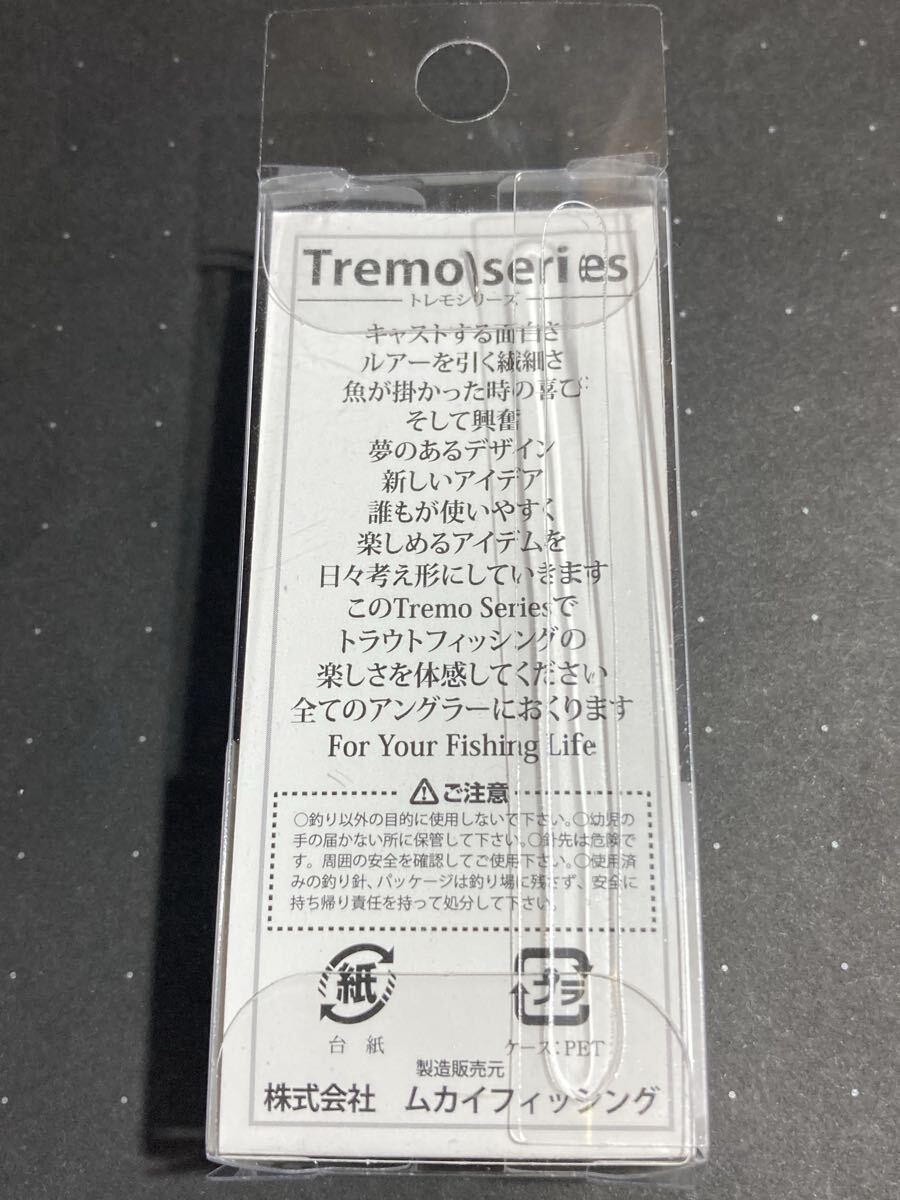 Tremo series
トレモシリーズ
キャストする面白さ
ルアーを引く繊細さ
魚が掛かった時の喜び
そして興奮
夢のあるデザイン
新しいアイデア
誰もが使いやすく
楽しめるアイデムを
日々考え形にしていきます
このTremo Seriesで
トラウトフィッシングの
楽しさを体感してください
全てのアングラーにおくります
For Your Fishing Life
⚠ご注意
○釣り以外の目的に使用しないで下さい。○幼児の
手の届かない所に保管して下さい。○針先は危険で
す。周囲の安全を確認してご使用下さい。○使用済
みの釣り針、パッケージは釣り場に残さず、安全に
持ち帰り責任を持って処分して下さい。
紙
プラ
台紙
ケース：PET
製造販売元
株式会社　ムカイフィッシング